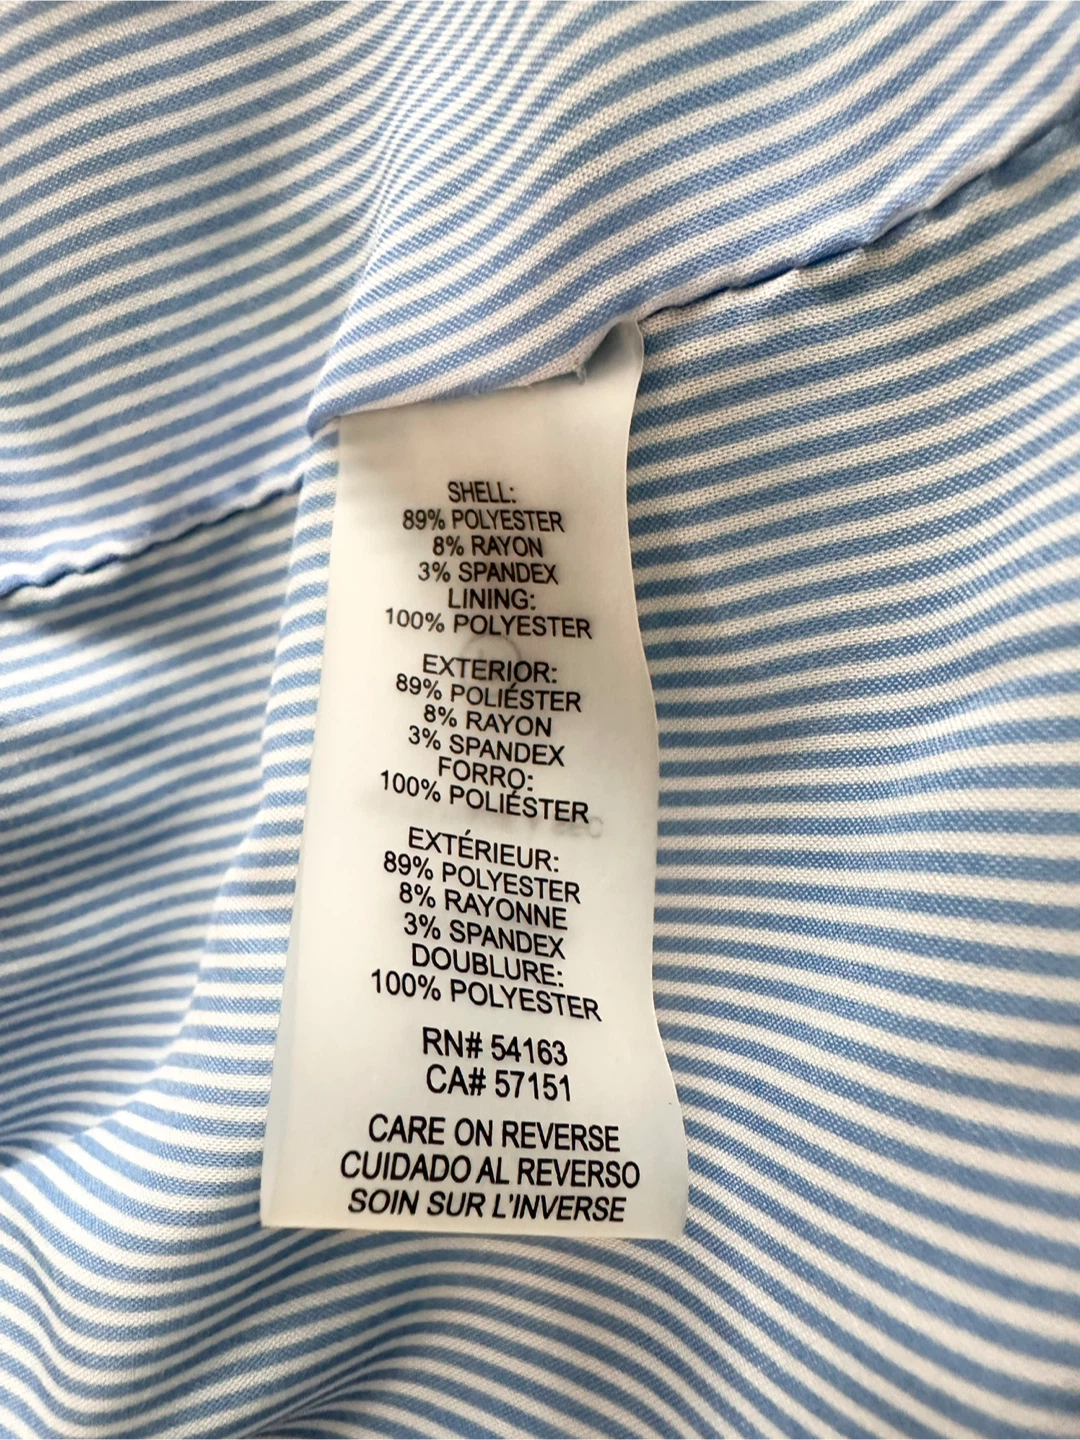 SHELL:
89% POLYESTER
8% RAYON
3% SPANDEX
LINING:
100% POLYESTER
EXTERIOR:
89% POLIÉSTER
8% RAYON
3% SPANDEX
FORRO:
100% POLIÉSTER
EXTÉRIEUR:
89% POLYESTER
8% RAYONNE
3% SPANDEX
DOUBLURE:
100% POLYESTER
RN# 54163
CA# 57151
CARE ON REVERSE
CUIDADO AL REVERSO
SOIN SUR L'INVERSE